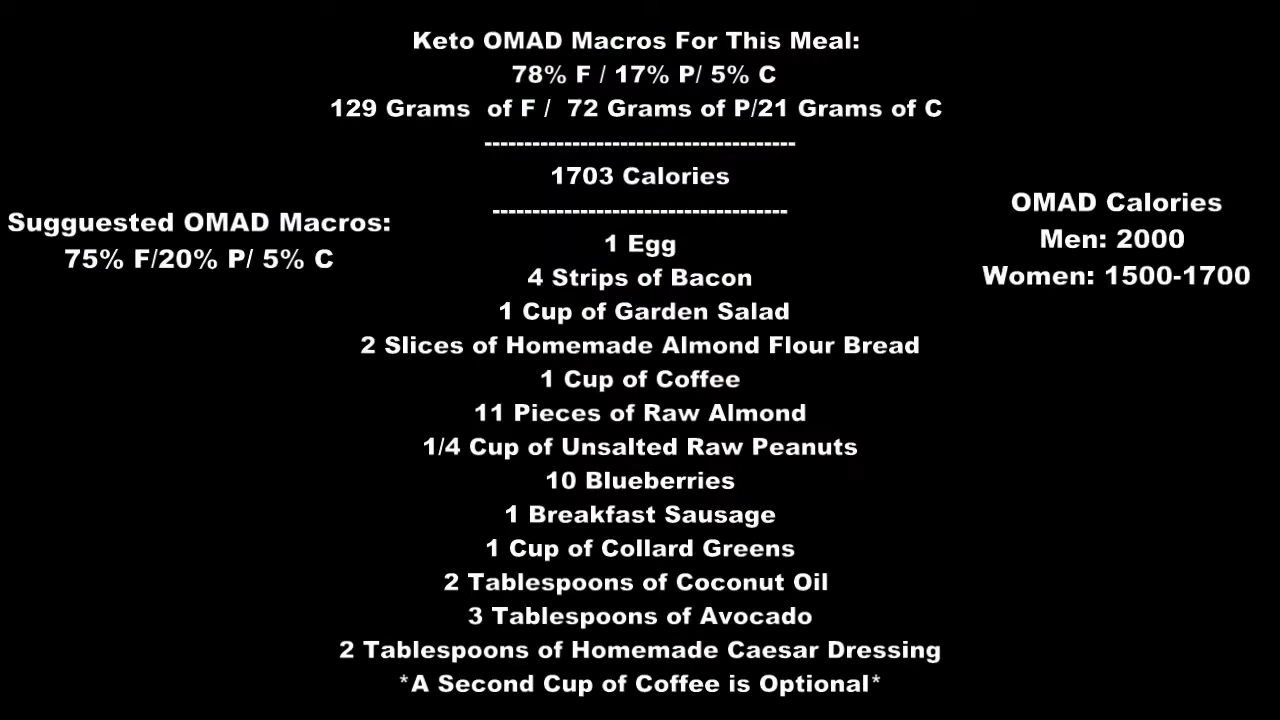 Keto OMAD Macros For This Meal:
78% F / 17% P/ 5% C
129 Grams  of F /  72 Grams of P/21 Grams of C
---------------------------------------
1703 Calories
-------------------------------------
Sugguested OMAD Macros:
75% F/20% P/ 5% C
OMAD Calories
Men: 2000
Women: 1500-1700
1 Egg
4 Strips of Bacon
1 Cup of Garden Salad
2 Slices of Homemade Almond Flour Bread
1 Cup of Coffee
11 Pieces of Raw Almond
1/4 Cup of Unsalted Raw Peanuts
10 Blueberries
1 Breakfast Sausage
1 Cup of Collard Greens
2 Tablespoons of Coconut Oil
3 Tablespoons of Avocado
2 Tablespoons of Homemade Caesar Dressing
*A Second Cup of Coffee is Optional*